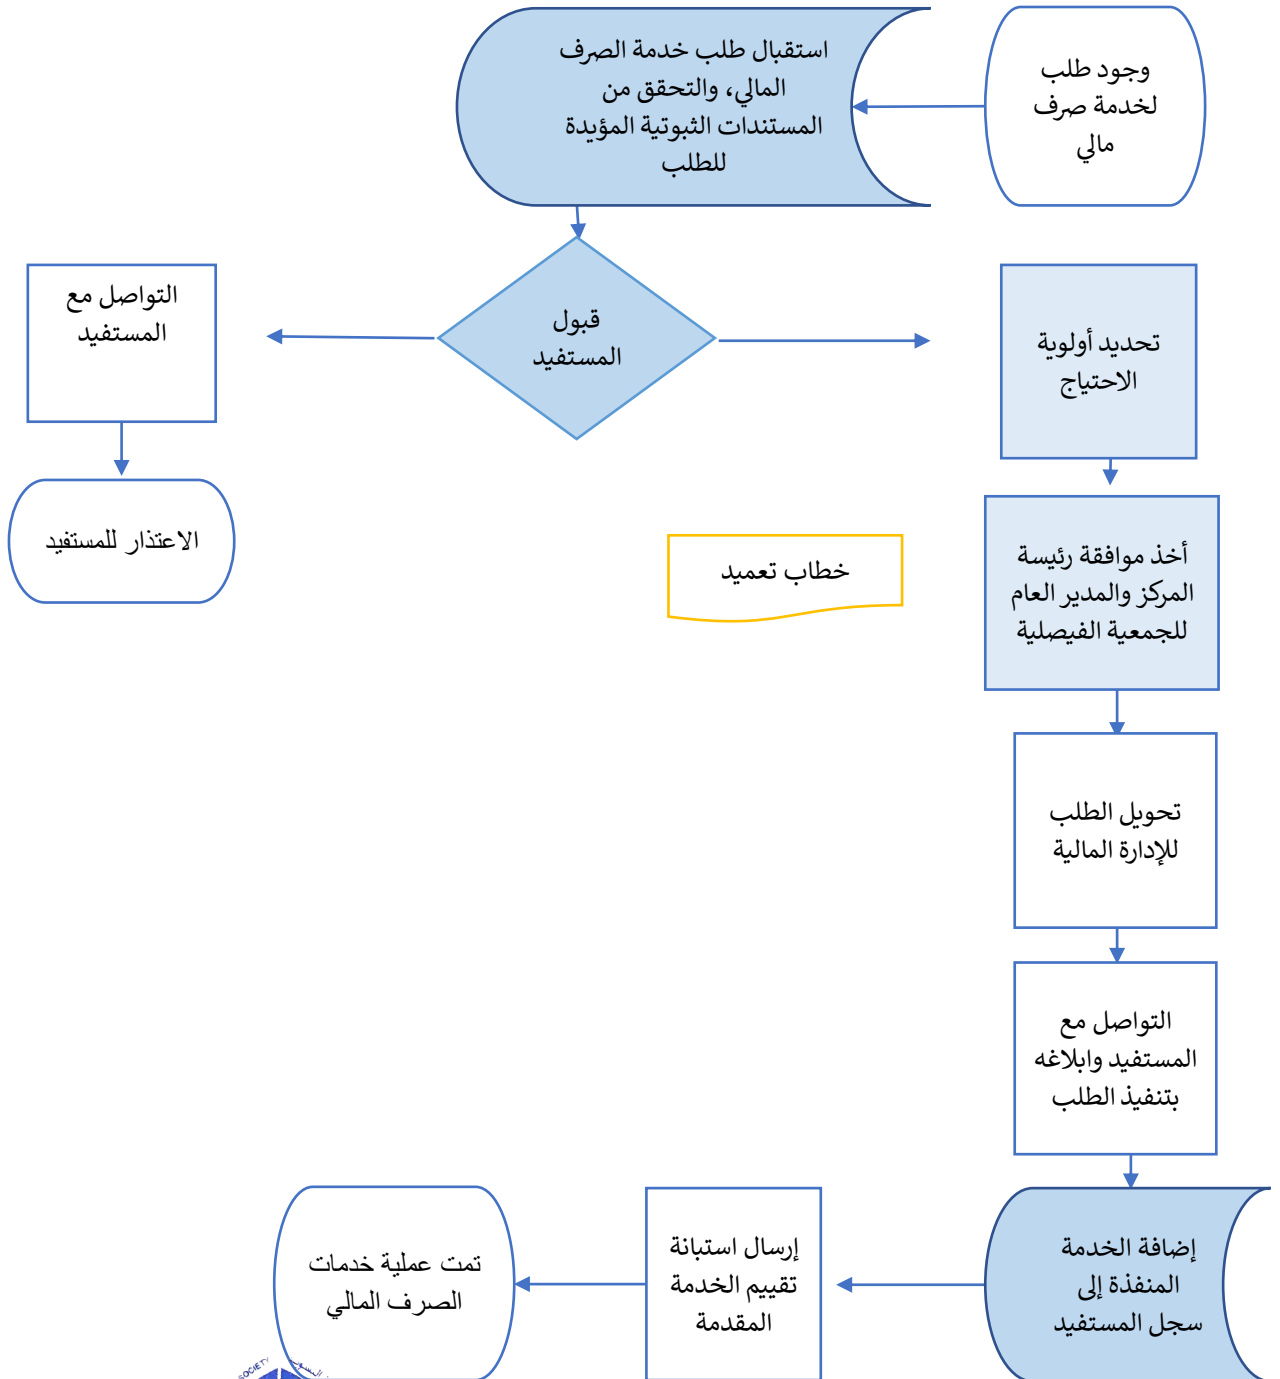 وجود طلب
لخدمة صرف
مالي
استقبال طلب خدمة الصرف
المالي، والتحقق من
المستندات الثبوتية المؤيدة
للطلب
قبول
المستفيد
التواصل مع
المستفيد
الاعتذار للمستفيد
تحديد أولوية
الاحتياج
أخذ موافقة رئيسة
المركز والمدير العام
للجمعية الفيصلية
خطاب تعميد
تحويل الطلب
للإدارة المالية
التواصل مع
المستفيد وابلاغه
بتنفيذ الطلب
إضافة الخدمة
المنفذة إلى
سجل المستفيد
إرسال استبانة
تقييم الخدمة
المقدمة
تمت عملية خدمات
الصرف المالي
SOCIETY